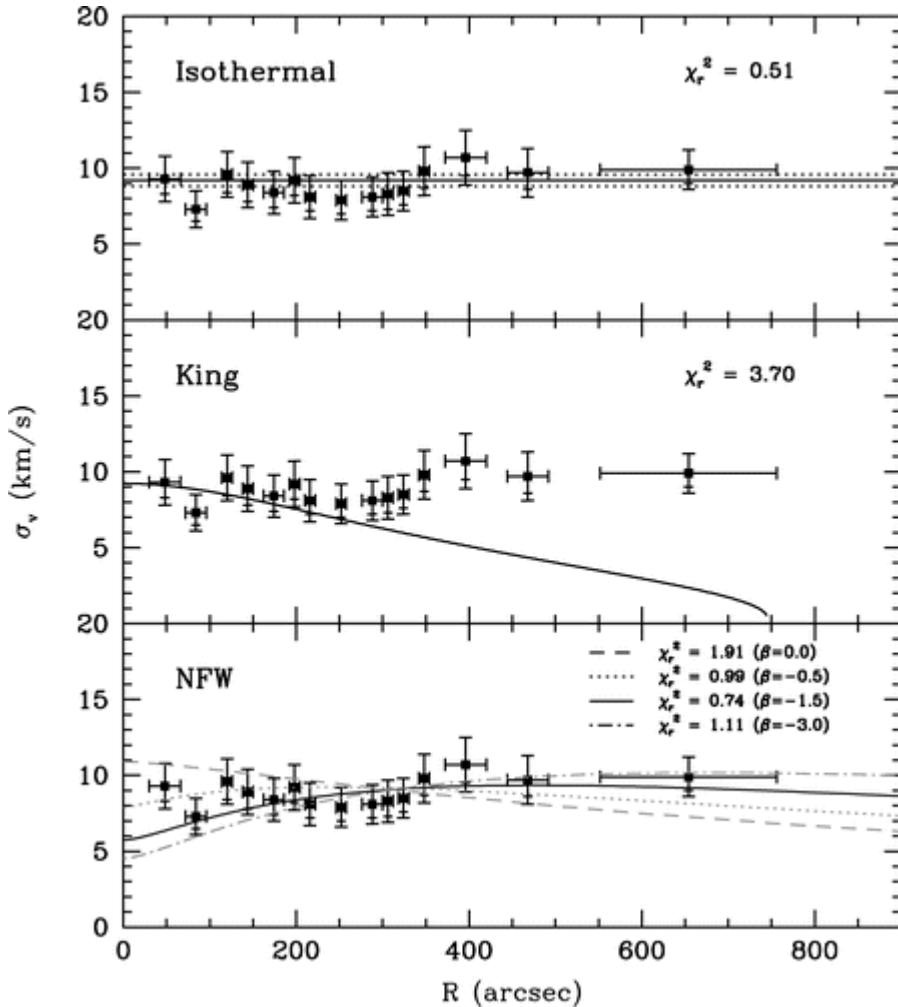 20
Isothermal
χr² = 0.51
15
10
5
20
King
χr² = 3.70
15
10
5
σv (km/s)
20
χr² = 1.91 (β=0.0)
NFW
χr² = 0.99 (β=−0.5)
χr² = 0.74 (β=−1.5)
15
χr² = 1.11 (β=−3.0)
10
5
0
0 200 400 600 800
R (arcsec)